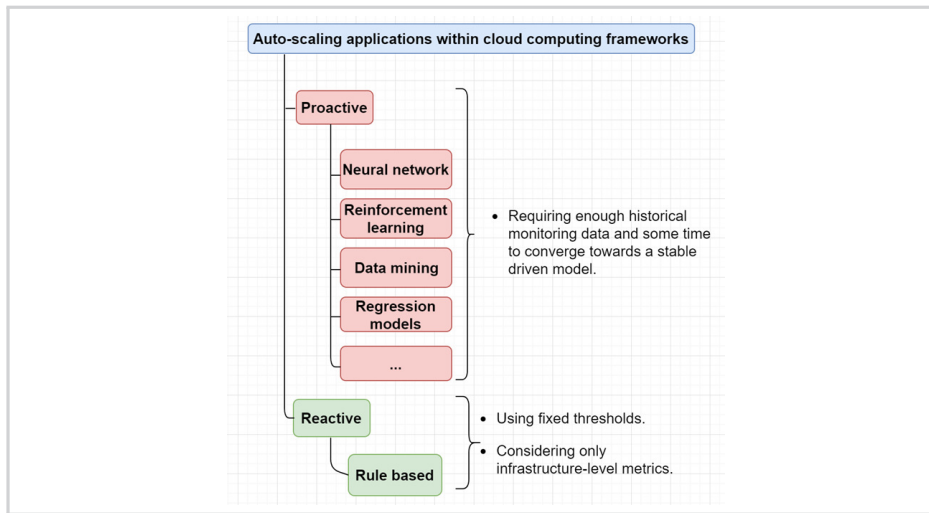 Auto-scaling applications within cloud computing frameworks
Proactive
Neural network
Reinforcement
learning
Data mining
Regression
models
...
• Requiring enough historical
monitoring data and some time
to converge towards a stable
driven model.
Reactive
Rule based
• Using fixed thresholds.
• Considering only
infrastructure-level metrics.